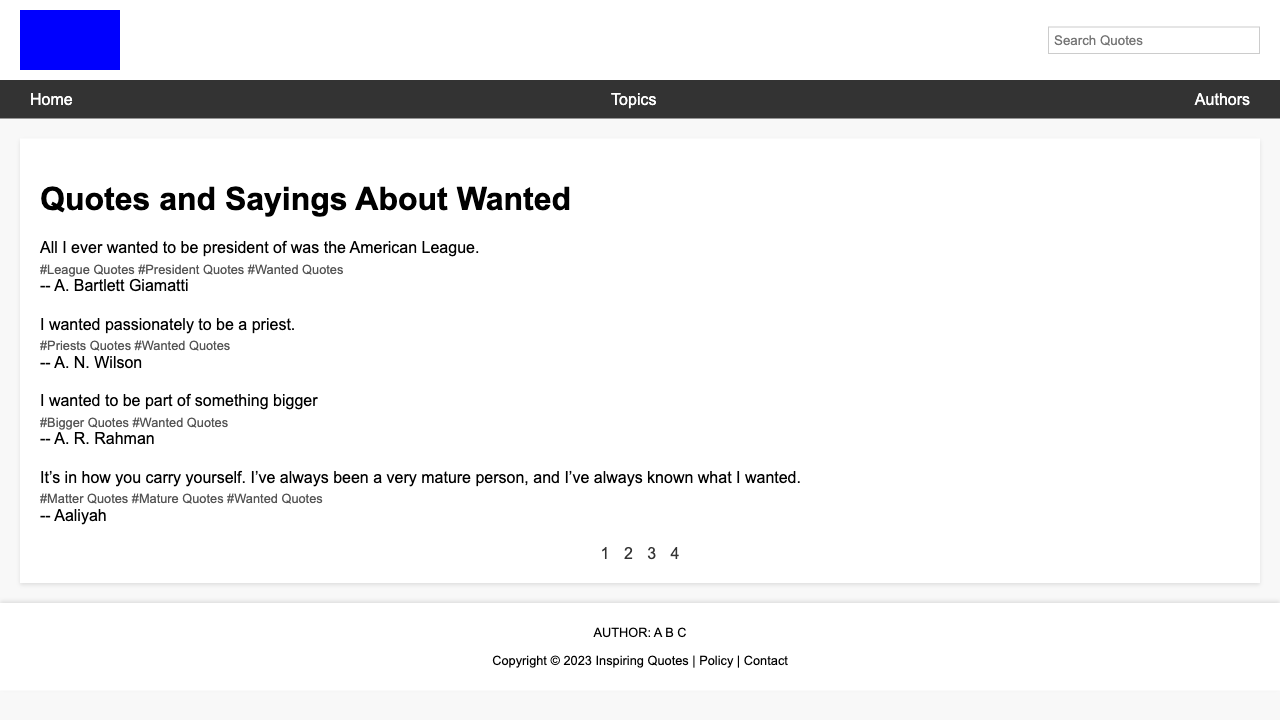 Search Quotes
Home Topics Authors
Quotes and Sayings About Wanted
All I ever wanted to be president of was the American League.
#League Quotes #President Quotes #Wanted Quotes
-- A. Bartlett Giamatti
I wanted passionately to be a priest.
#Priests Quotes #Wanted Quotes
-- A. N. Wilson
I wanted to be part of something bigger
#Bigger Quotes #Wanted Quotes
-- A. R. Rahman
It’s in how you carry yourself. I’ve always been a very mature person, and I’ve always known what I wanted.
#Matter Quotes #Mature Quotes #Wanted Quotes
-- Aaliyah
1 2 3 4
AUTHOR: A B C
Copyright © 2023 Inspiring Quotes | Policy | Contact